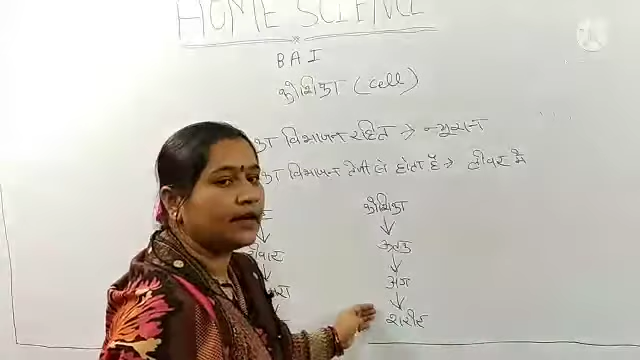 HOME SCIENCE
BA I
कोशिका (Cell)
का विभाजन रहित → न्यूरान
का विभाजन तेजी से होता है → लीवर में
कोशिका
↓
ऊतक
↓
अंग
↓
शरीर